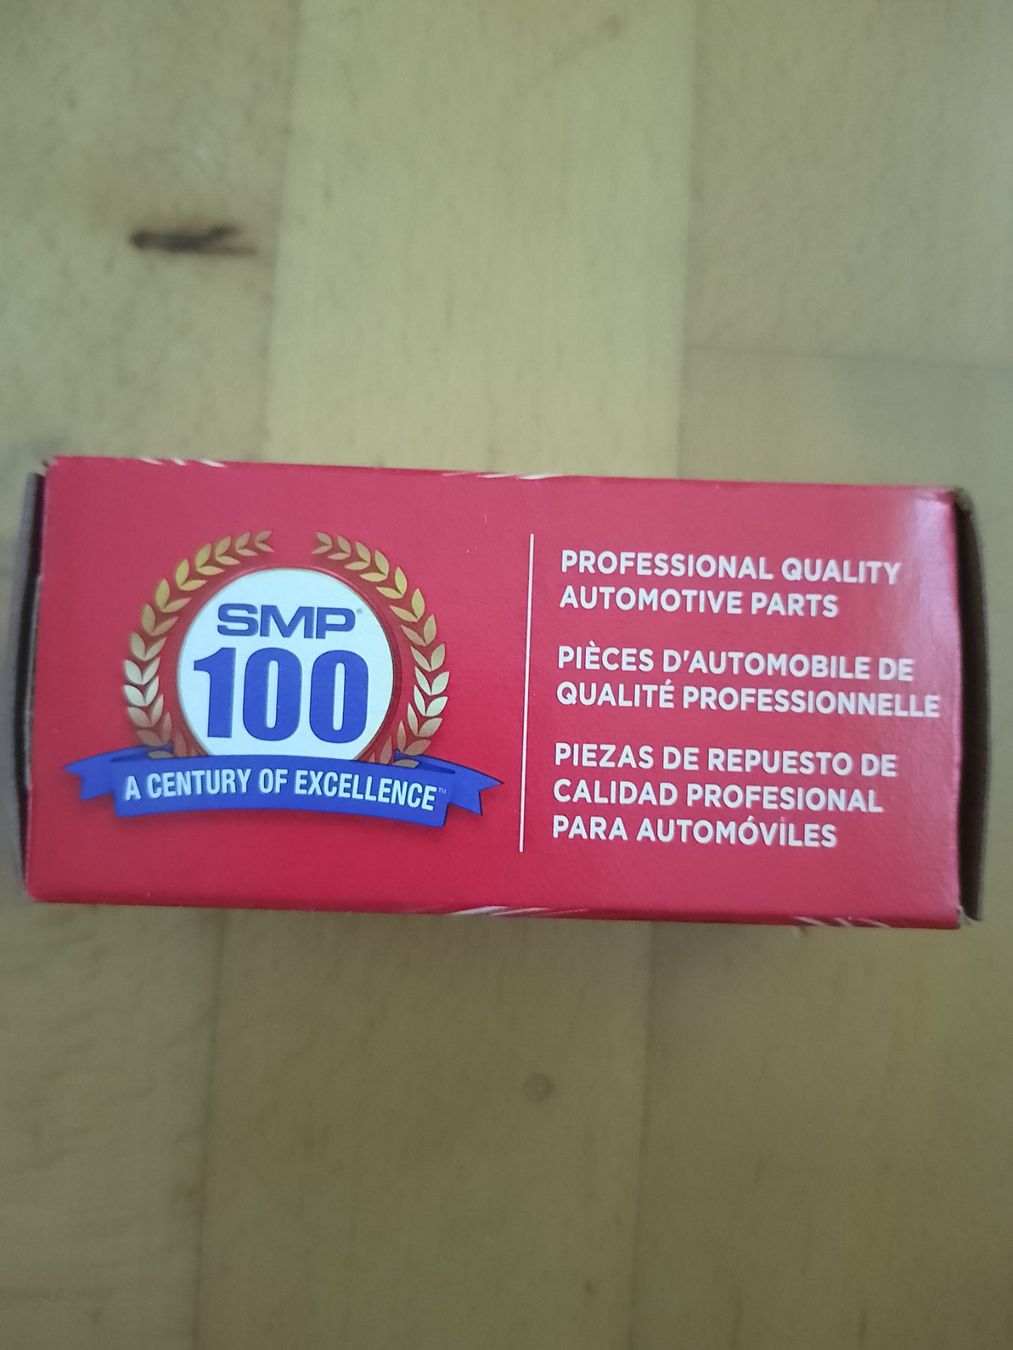 SMP®
100
A CENTURY OF EXCELLENCE™
PROFESSIONAL QUALITY
AUTOMOTIVE PARTS
PIÈCES D'AUTOMOBILE DE
QUALITÉ PROFESSIONNELLE
PIEZAS DE REPUESTO DE
CALIDAD PROFESIONAL
PARA AUTOMÓVILES